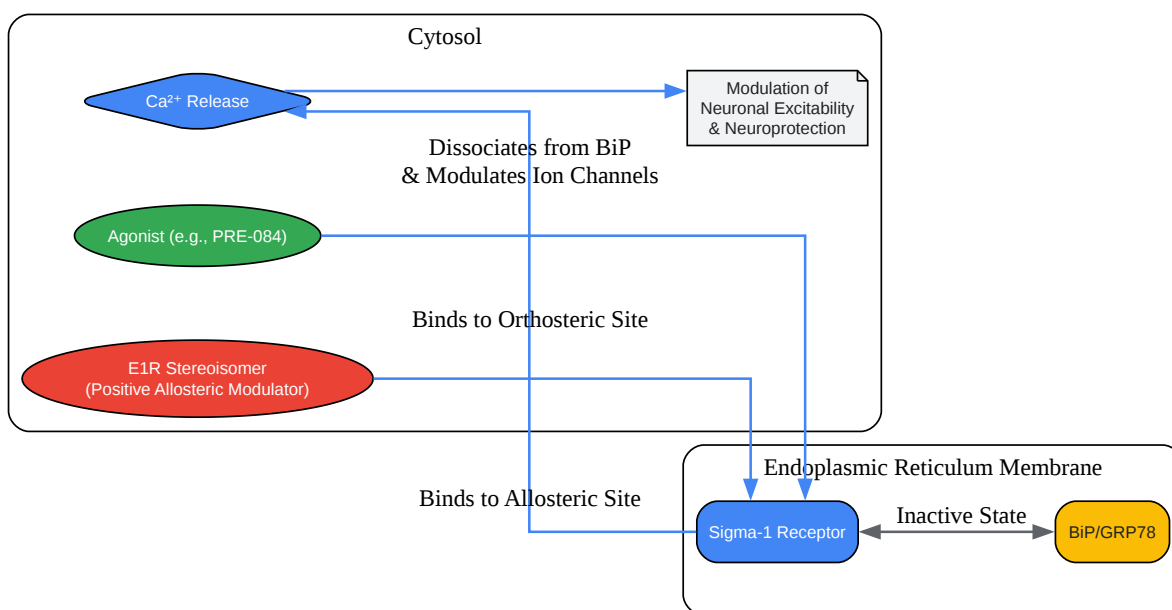 Cytosol
Ca²⁺ Release
Modulation of
Neuronal Excitability
& Neuroprotection
Dissociates from BiP
& Modulates Ion Channels
Agonist (e.g., PRE-084)
Binds to Orthosteric Site
E1R Stereoisomer
(Positive Allosteric Modulator)
Endoplasmic Reticulum Membrane
Binds to Allosteric Site
Sigma-1 Receptor
Inactive State
BiP/GRP78